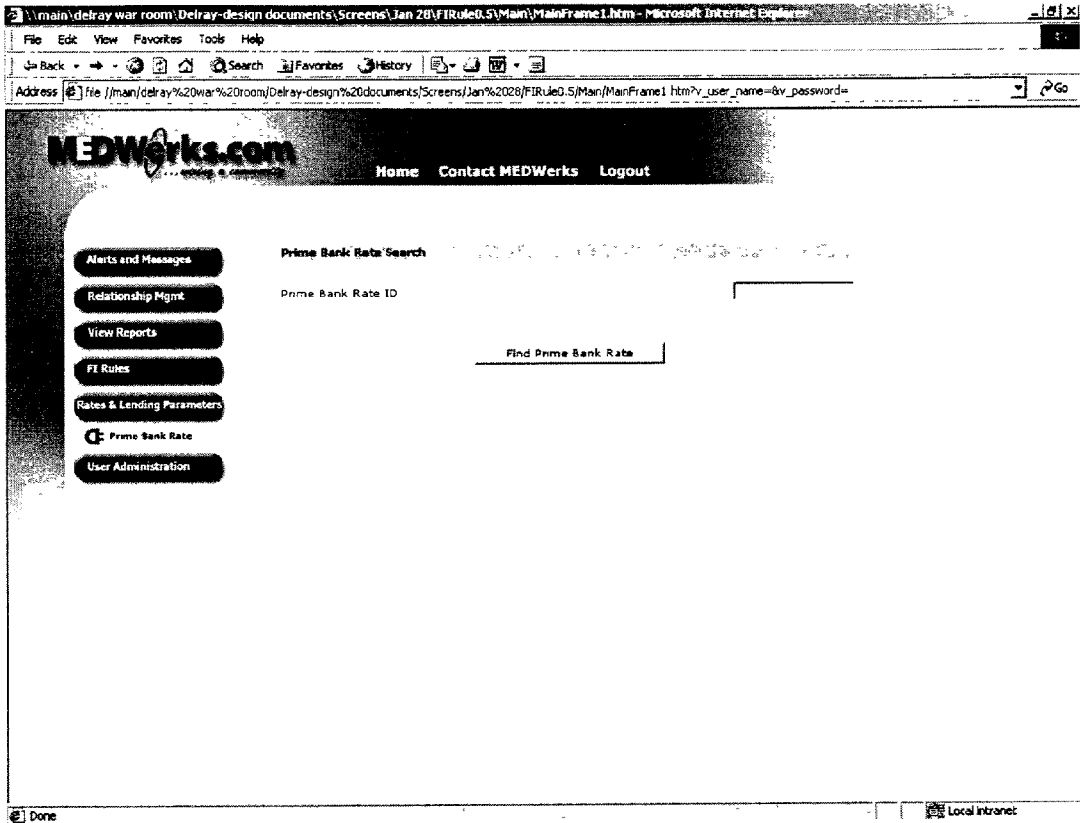 \\main\delray war room\Delray-design documents\Screens\Jan 28\FIRule0.5\Main\MainFrame1.htm - Microsoft Internet Explorer
File Edit View Favorites Tools Help
Back Search Favorites History
Address file //main/delray%20war%20room/Delray-design%20documents/Screens/Jan%2028/FIRule0.5/Main/MainFrame1 htm?v_user_name=&v_password= Go
MEDWerks.com
Home Contact MEDWerks Logout
Alerts and Messages
Prime Bank Rate Search
Relationship Mgmt
Prime Bank Rate ID
View Reports
Find Prime Bank Rate
FI Rules
Rates & Lending Parameters
Prime Bank Rate
User Administration
Done Local intranet